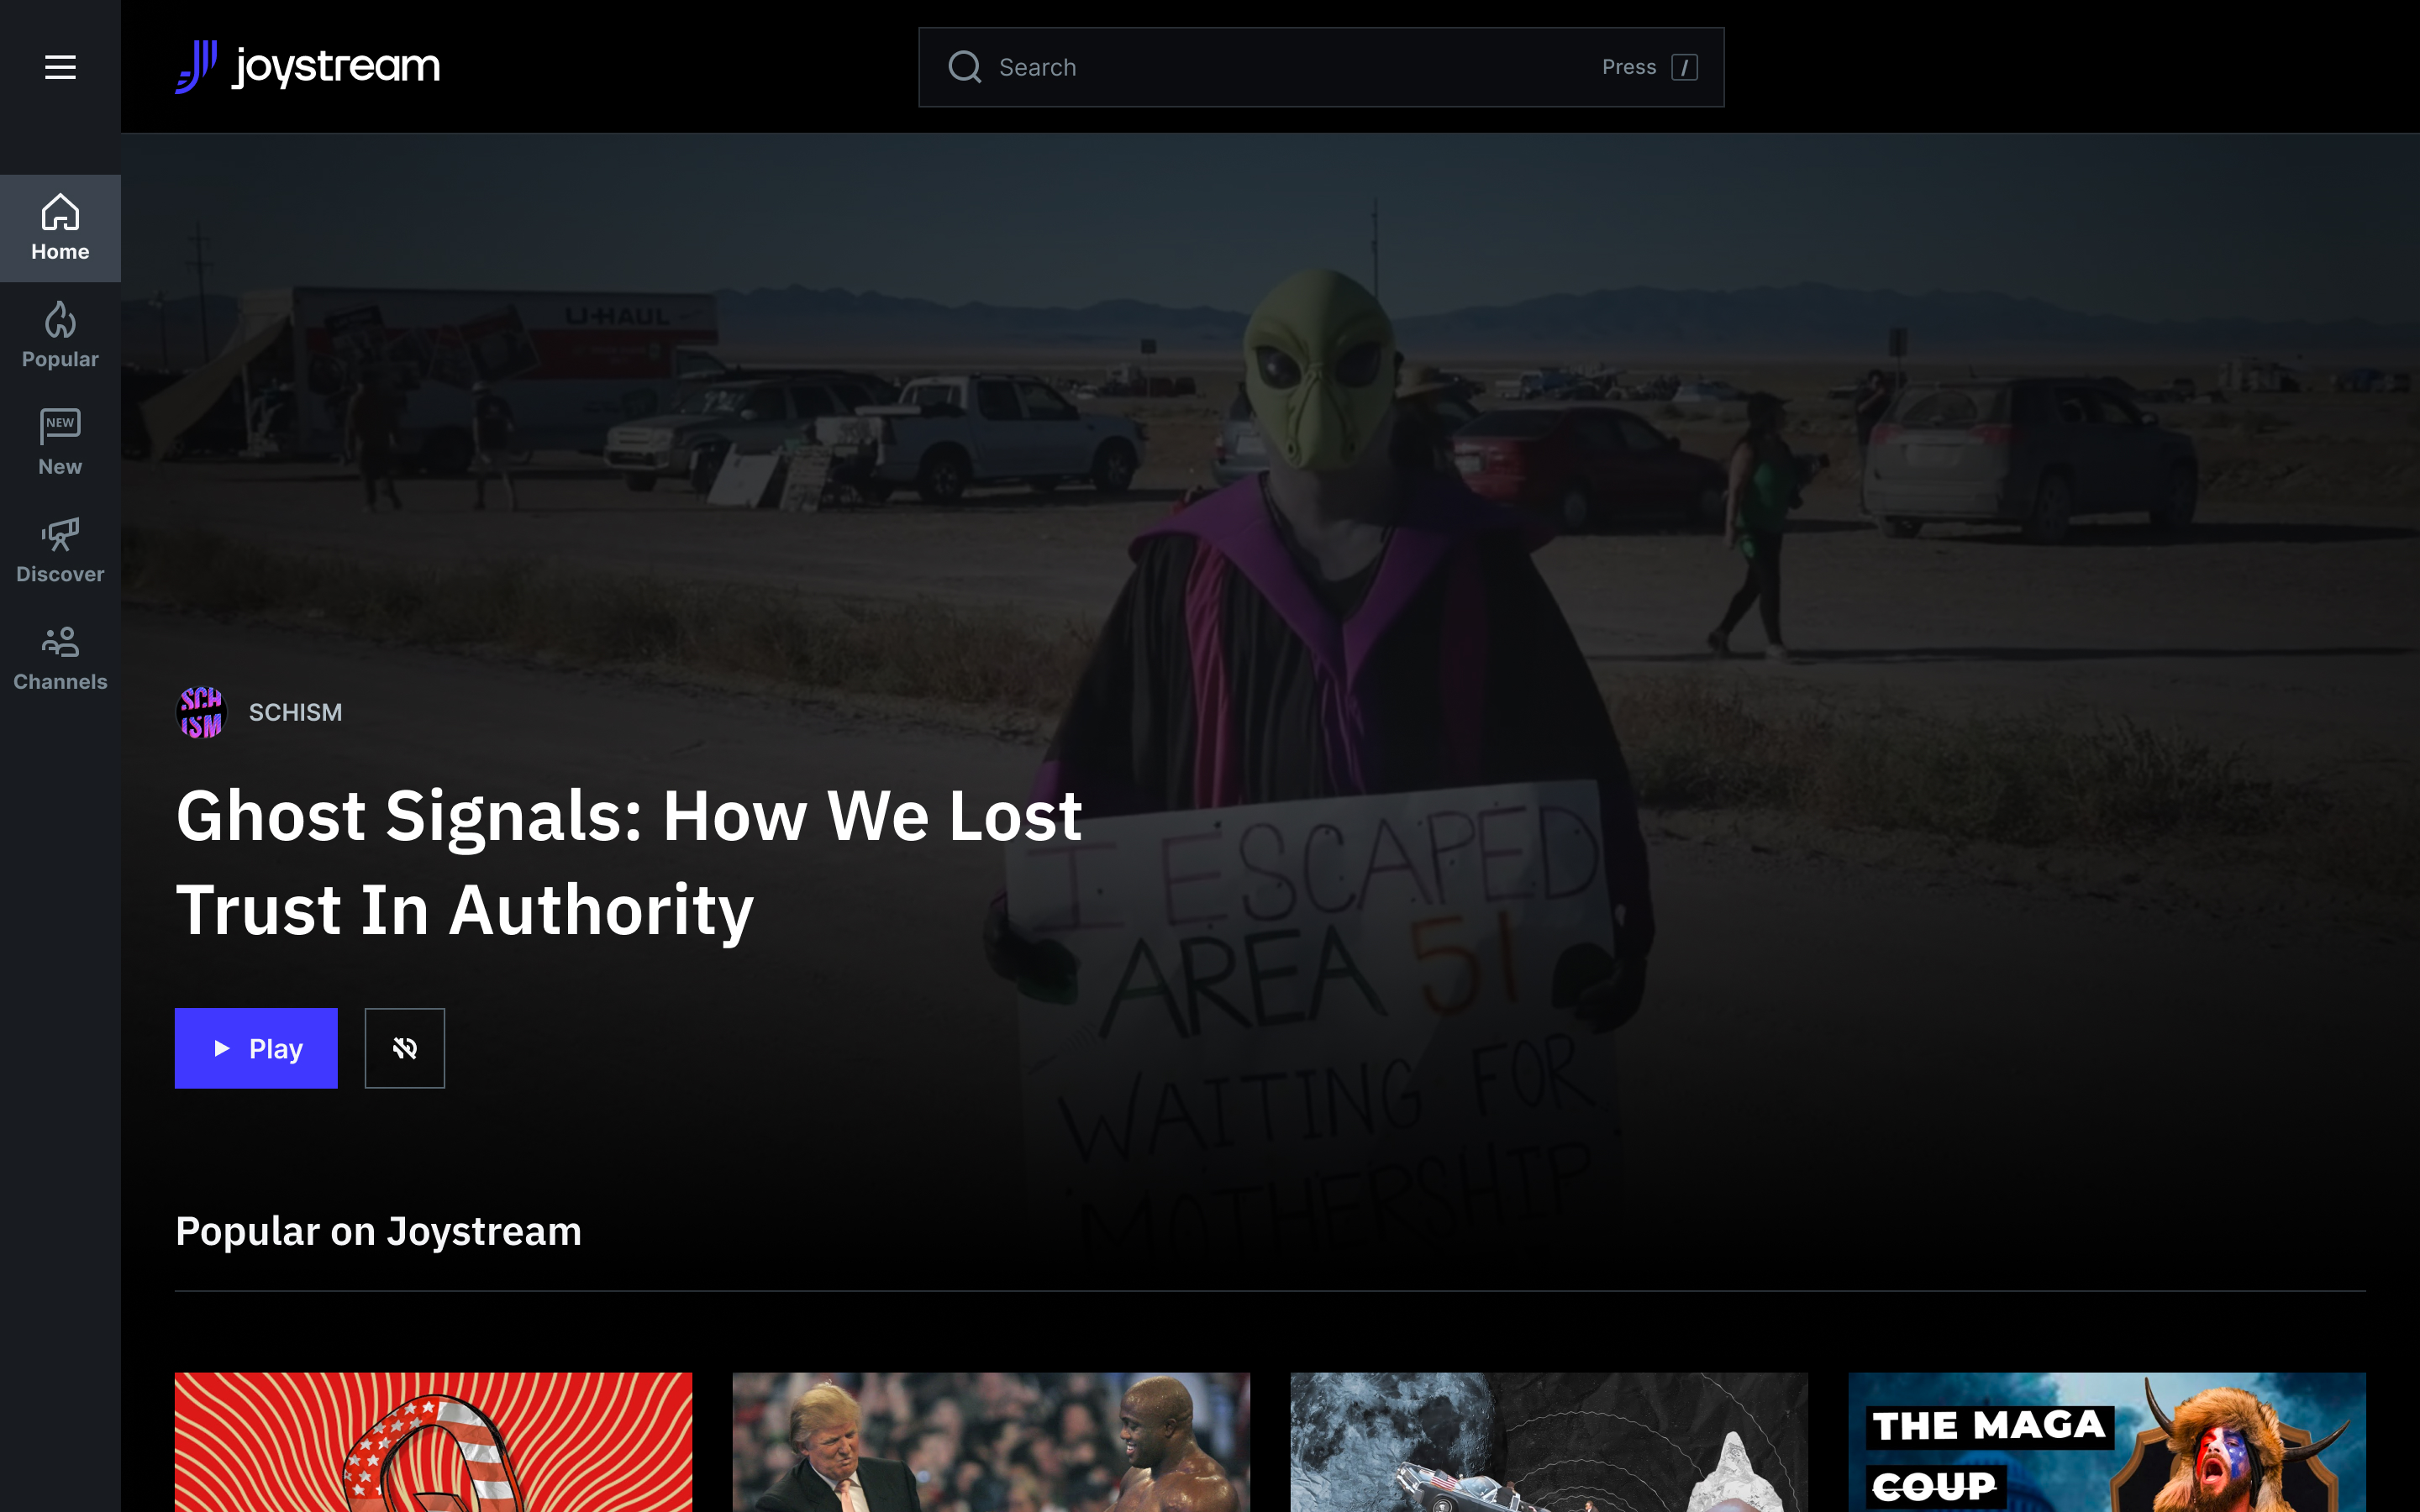 joystream
Search
Press /
Home
Popular
NEW
New
Discover
Channels
U-HAUL
SCH
ISM
SCHISM
Ghost Signals: How We Lost
Trust In Authority
I ESCAPED
AREA 51
WAITING FOR
MOTHERSHIP
Play
Popular on Joystream
THE MAGA
COUP